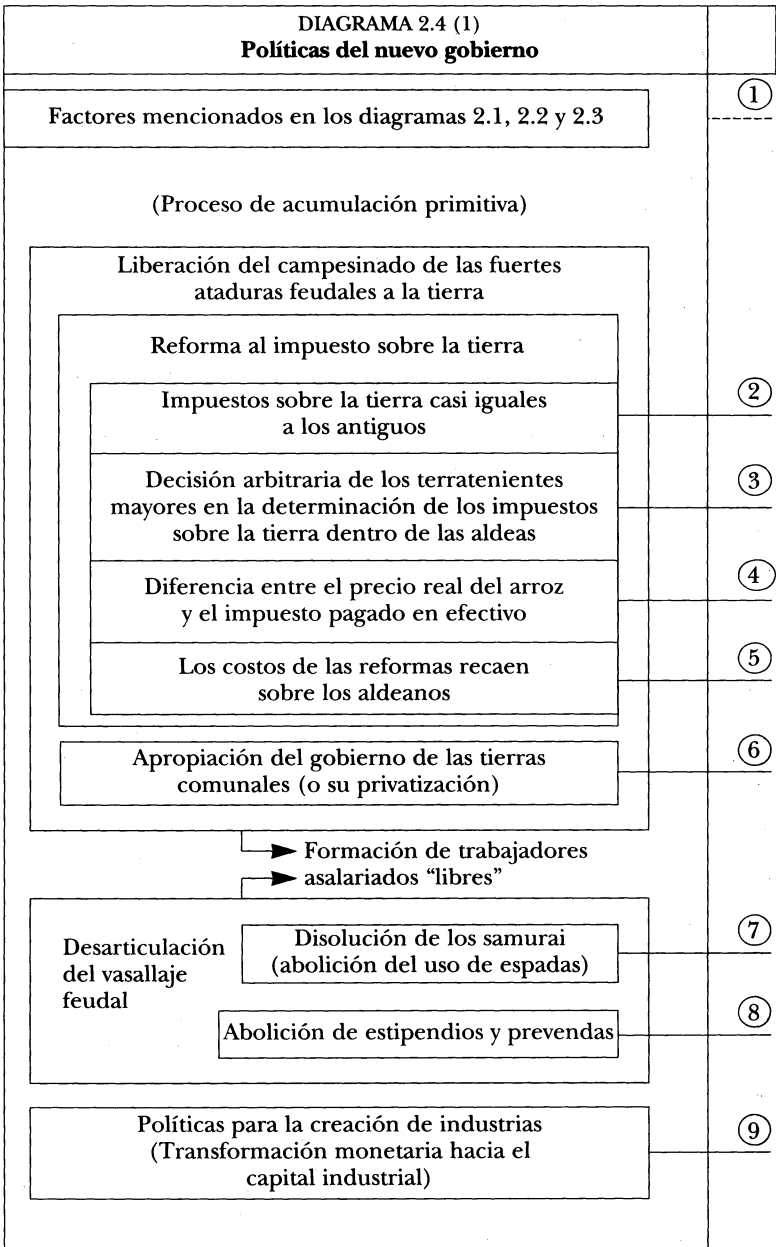 DIAGRAMA 2.4 (1)
Políticas del nuevo gobierno
①
Factores mencionados en los diagramas 2.1, 2.2 y 2.3
(Proceso de acumulación primitiva)
Liberación del campesinado de las fuertes
ataduras feudales a la tierra
Reforma al impuesto sobre la tierra
②
Impuestos sobre la tierra casi iguales
a los antiguos
③
Decisión arbitraria de los terratenientes
mayores en la determinación de los impuestos
sobre la tierra dentro de las aldeas
④
Diferencia entre el precio real del arroz
y el impuesto pagado en efectivo
⑤
Los costos de las reformas recaen
sobre los aldeanos
⑥
Apropiación del gobierno de las tierras
comunales (o su privatización)
Formación de trabajadores
asalariados “libres”
Desarticulación
del vasallaje
feudal
⑦
Disolución de los samurai
(abolición del uso de espadas)
⑧
Abolición de estipendios y prevendas
⑨
Políticas para la creación de industrias
(Transformación monetaria hacia el
capital industrial)